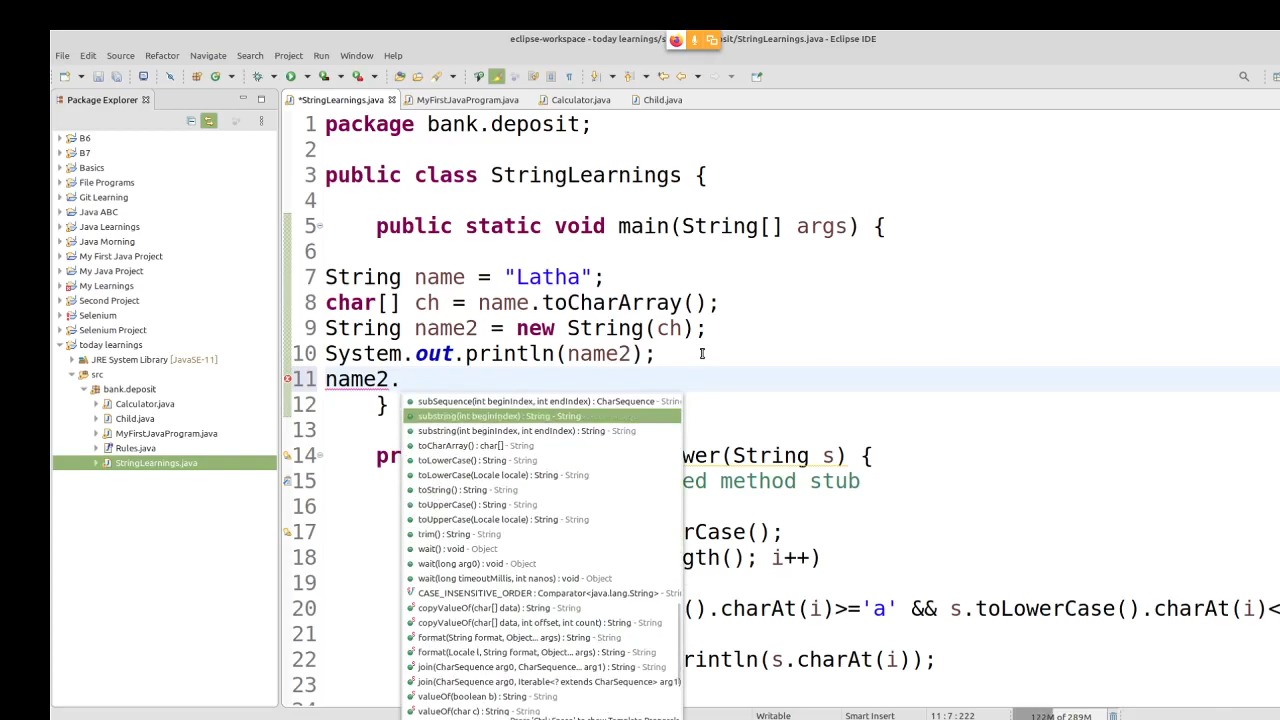 eclipse-workspace - today learnings/s sit/StringLearnings.java - Eclipse IDE
File Edit Source Refactor Navigate Search Project Run Window Help
Package Explorer
*StringLearnings.java MyFirstJavaProgram.java Calculator.java Child.java
B6
B7
Basics
File Programs
Git Learning
Java ABC
Java Learnings
Java Morning
My First Java Project
My Java Project
My Learnings
Second Project
Selenium
Selenium Project
today learnings
JRE System Library [JavaSE-11]
src
bank.deposit
Calculator.java
Child.java
MyFirstJavaProgram.java
Rules.java
StringLearnings.java
1 package bank.deposit;
2
3 public class StringLearnings {
4
5 public static void main(String[] args) {
6
7 String name = "Latha";
8 char[] ch = name.toCharArray();
9 String name2 = new String(ch);
10 System.out.println(name2);
11 name2.
12 }
13
14 pr wer(String s) {
15 ed method stub
16
17 rCase();
18 gth(); i++)
19
20 ().charAt(i)>='a' && s.toLowerCase().charAt(i)<
21
22 rintln(s.charAt(i));
23
subSequence(int beginIndex, int endIndex) : CharSequence - Strin
substring(int beginIndex) : String - String
substring(int beginIndex, int endIndex) : String - String
toCharArray() : char[] - String
toLowerCase() : String - String
toLowerCase(Locale locale) : String - String
toString() : String - String
toUpperCase() : String - String
toUpperCase(Locale locale) : String - String
trim() : String - String
wait() : void - Object
wait(long arg0) : void - Object
wait(long timeoutMillis, int nanos) : void - Object
CASE_INSENSITIVE_ORDER : Comparator<java.lang.String> - Stri
copyValueOf(char[] data) : String - String
copyValueOf(char[] data, int offset, int count) : String - String
format(String format, Object... args) : String - String
format(Locale l, String format, Object... args) : String - String
join(CharSequence arg0, CharSequence... arg1) : String - String
join(CharSequence arg0, Iterable<? extends CharSequence> arg1)
valueOf(boolean b) : String - String
valueOf(char c) : String - String
Writable Smart Insert 11 : 7 : 222 122M of 289M